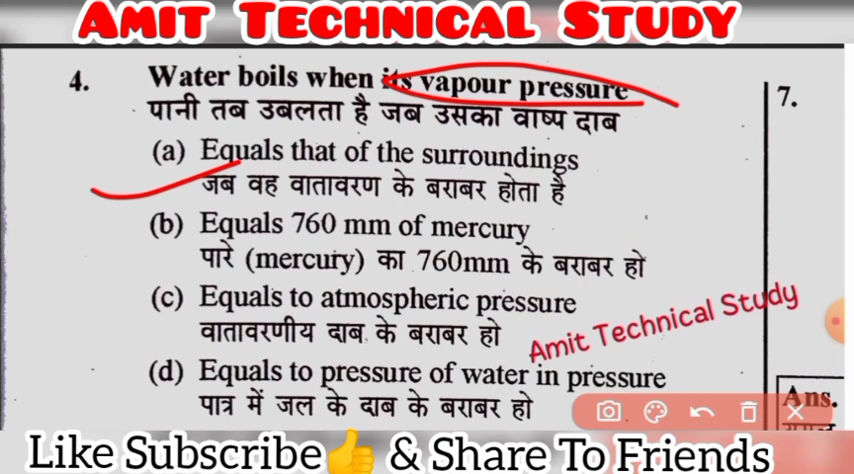 AMIT TECHNICAL STUDY
4. Water boils when its vapour pressure
पानी तब उबलता है जब उसका वाष्प दाब
(a) Equals that of the surroundings
जब वह वातावरण के बराबर होता है
(b) Equals 760 mm of mercury
पारे (mercury) का 760mm के बराबर हो
(c) Equals to atmospheric pressure
वातावरणीय दाब के बराबर हो
(d) Equals to pressure of water in pressure
पात्र में जल के दाब के बराबर हो
7.
Amit Technical Study
Ans.
Like Subscribe👍 & Share To Friends